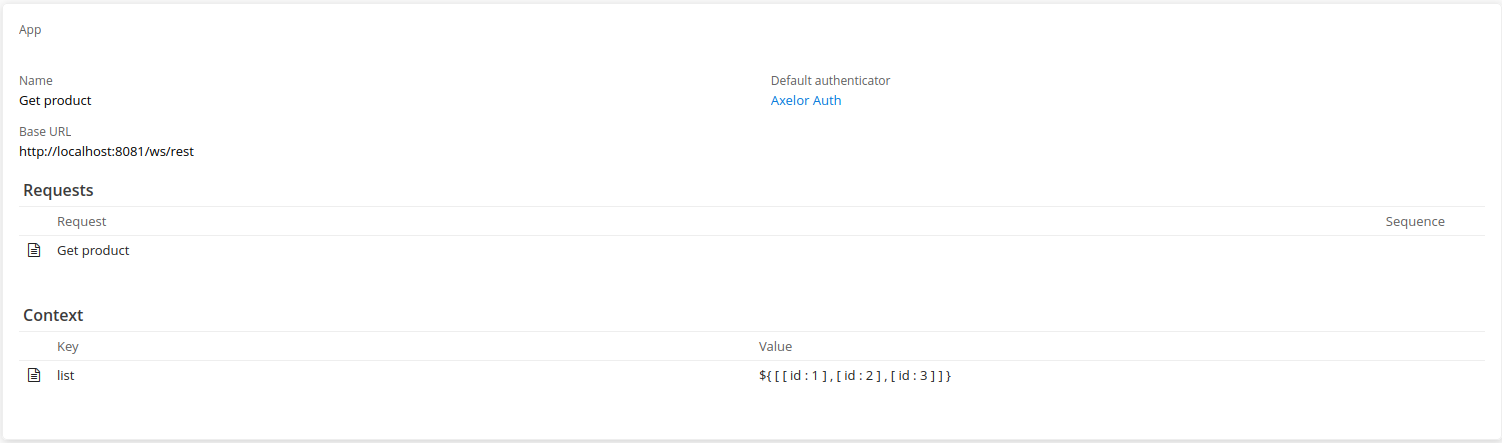 App
Name
Default authenticator
Get product
Axelor Auth
Base URL
http://localhost:8081/ws/rest
Requests
Request Sequence
Get product
Context
Key Value
list ${ [ [ id : 1 ] , [ id : 2 ] , [ id : 3 ] ] }